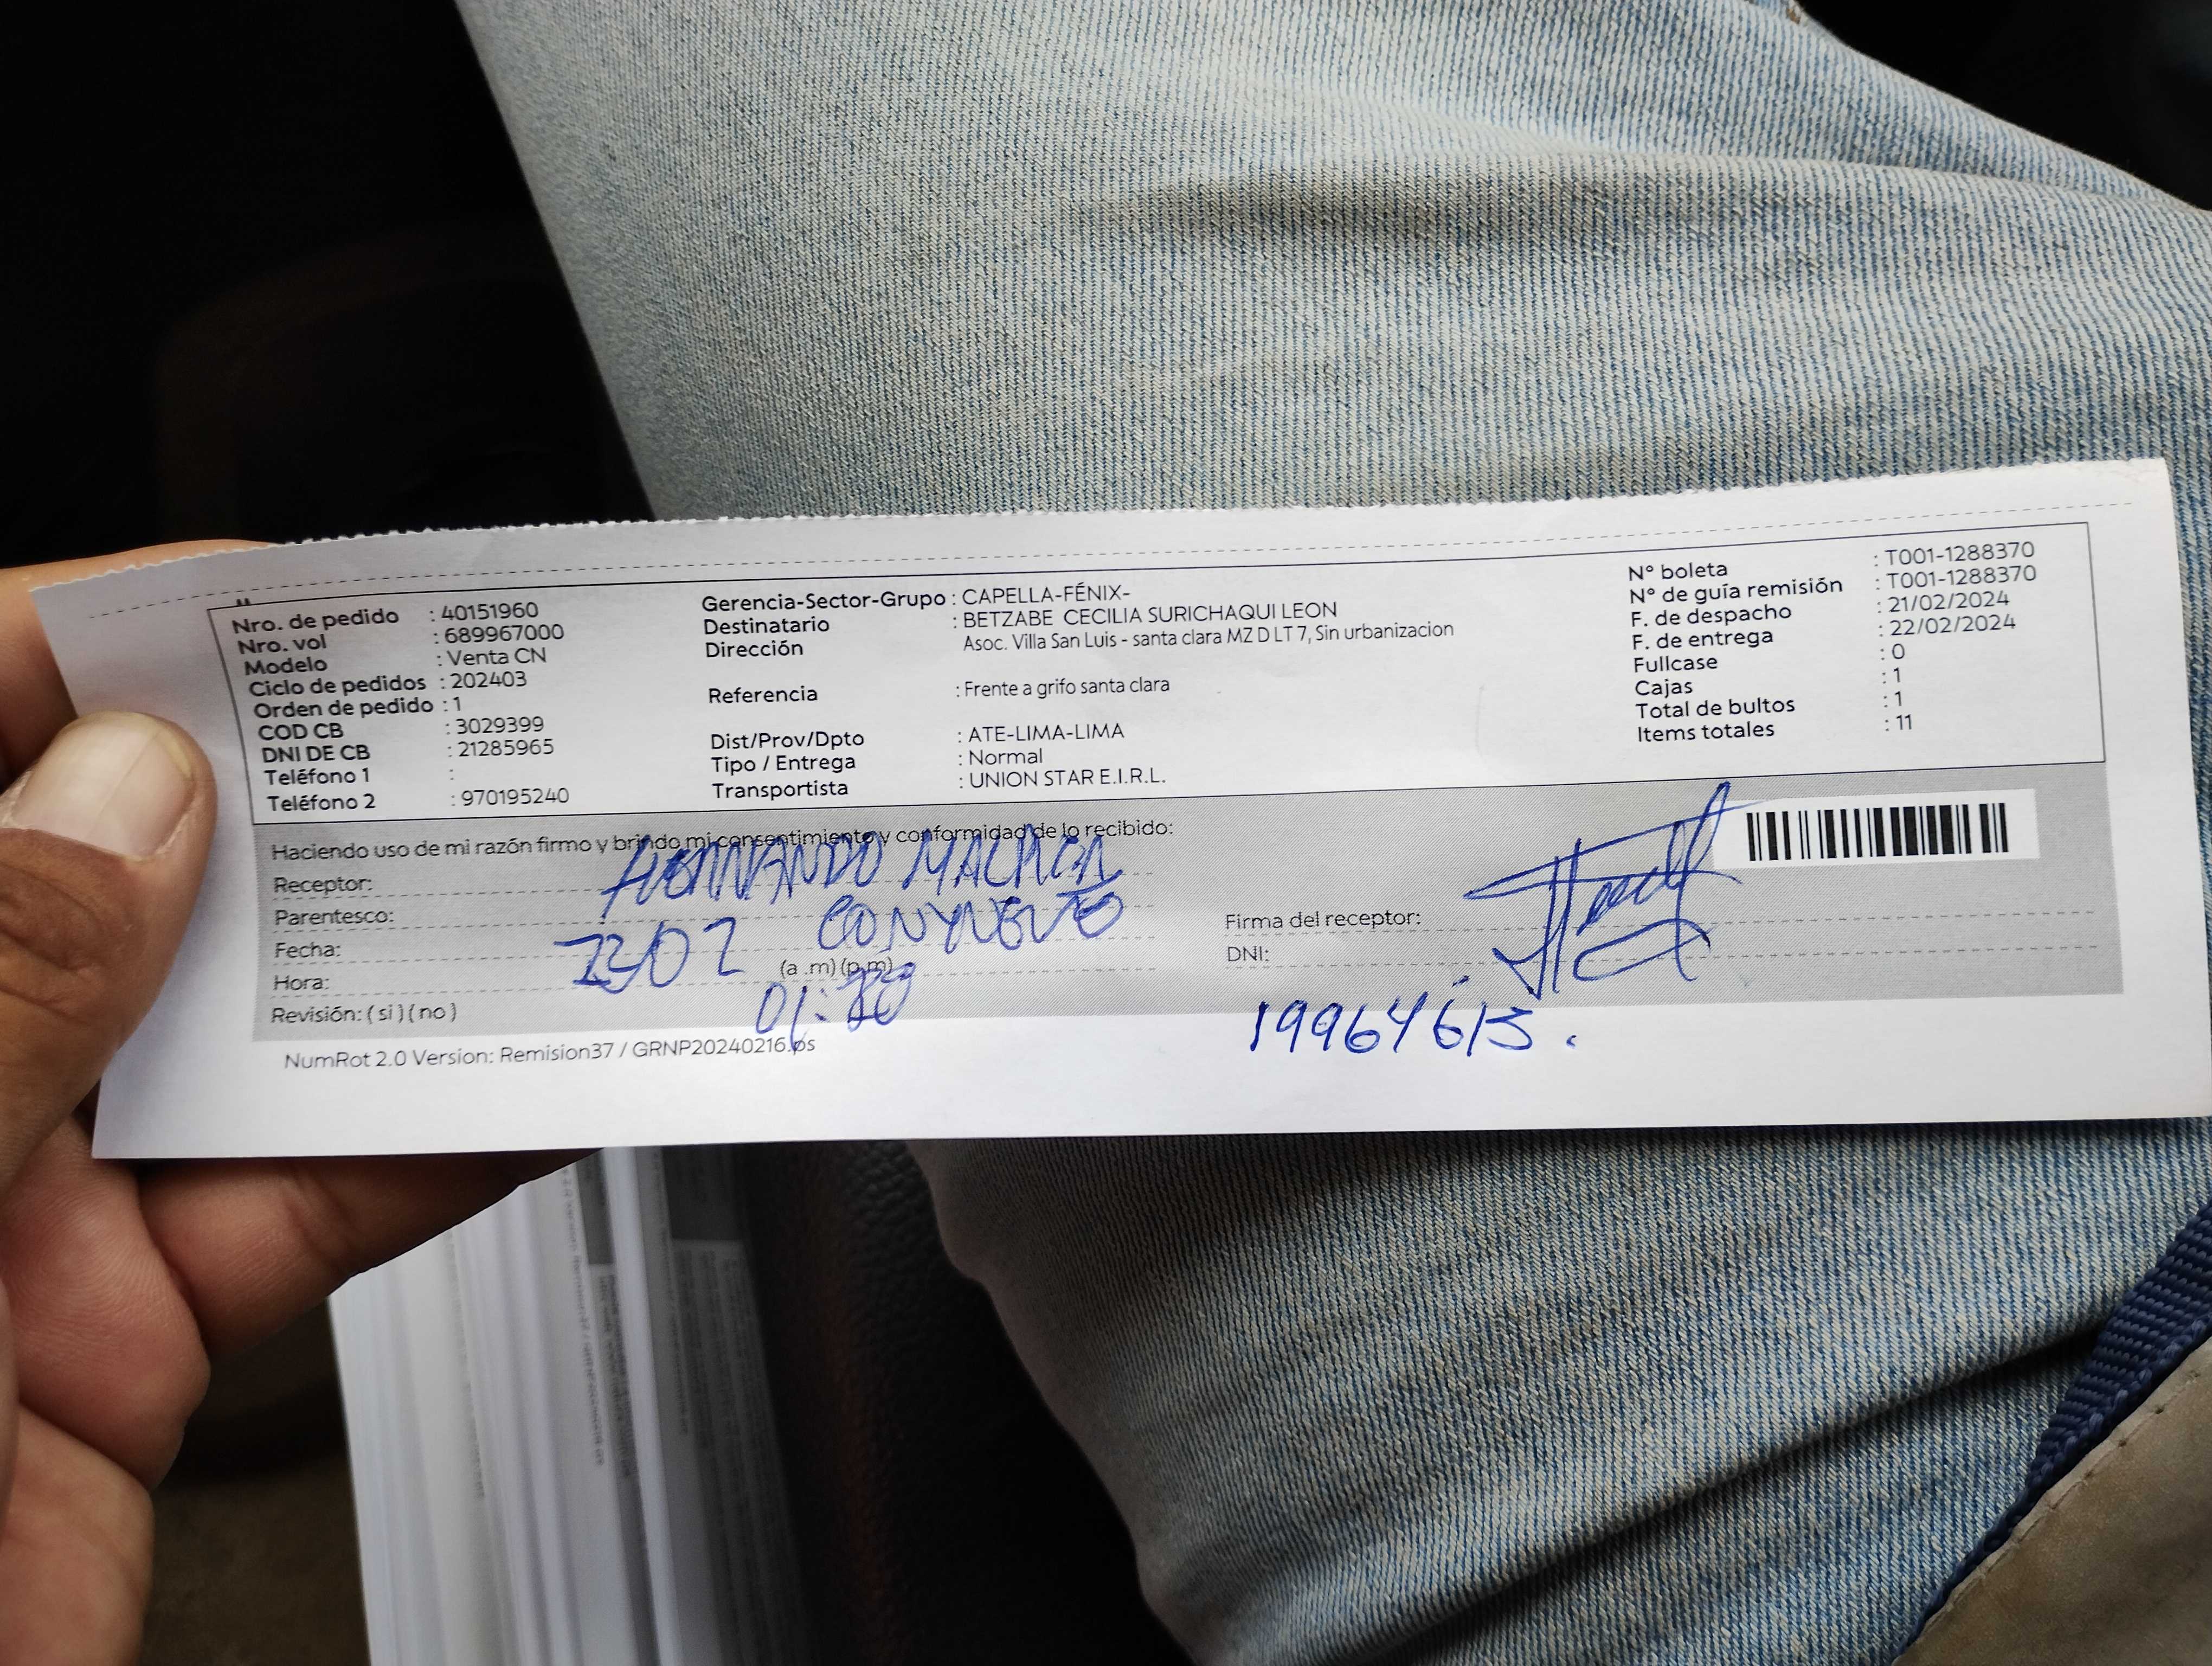 Nro. de pedido : 40151960
Nro. vol : 689967000
Modelo : Venta CN
Ciclo de pedidos : 202403
Orden de pedido : 1
COD CB : 3029399
DNI DE CB : 21285965
Teléfono 1 :
Teléfono 2 : 970195240
Gerencia-Sector-Grupo : CAPELLA-FÉNIX-
Destinatario : BETZABE CECILIA SURICHAQUI LEON
Dirección Asoc. Villa San Luis - santa clara MZ D LT 7, Sin urbanizacion
Referencia : Frente a grifo santa clara
Dist/Prov/Dpto : ATE-LIMA-LIMA
Tipo / Entrega : Normal
Transportista : UNION STAR E.I.R.L.
N° boleta : T001-1288370
N° de guía remisión : T001-1288370
F. de despacho : 21/02/2024
F. de entrega : 22/02/2024
Fullcase : 0
Cajas : 1
Total de bultos : 1
Items totales : 11
Haciendo uso de mi razón firmo y brindo mi consentimiento y conformidad de lo recibido:
Receptor:
Parentesco:
Fecha:
Hora: (a .m) (p.m)
Revisión: ( si ) ( no )
Firma del receptor:
DNI:
19964615.
NumRot 2.0 Version: Remision37 / GRNP20240216.ps